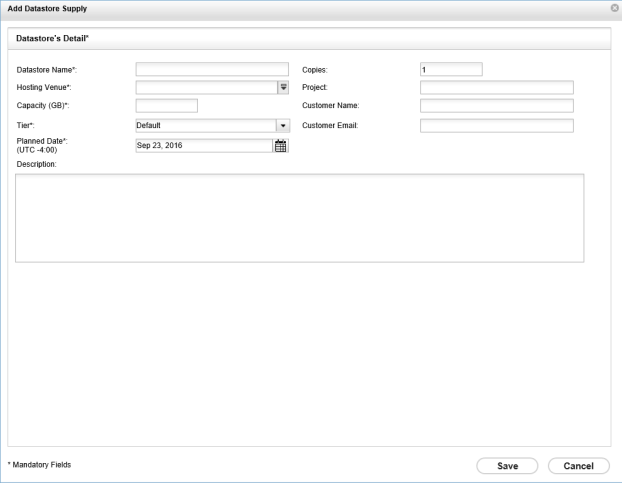 Add Datastore Supply
Datastore's Detail*
Datastore Name*:
Copies:
1
Hosting Venue*:
Project:
Capacity (GB)*:
Customer Name:
Tier*:
Default
Customer Email:
Planned Date*:
(UTC -4:00)
Sep 23, 2016
Description:
* Mandatory Fields
Save
Cancel